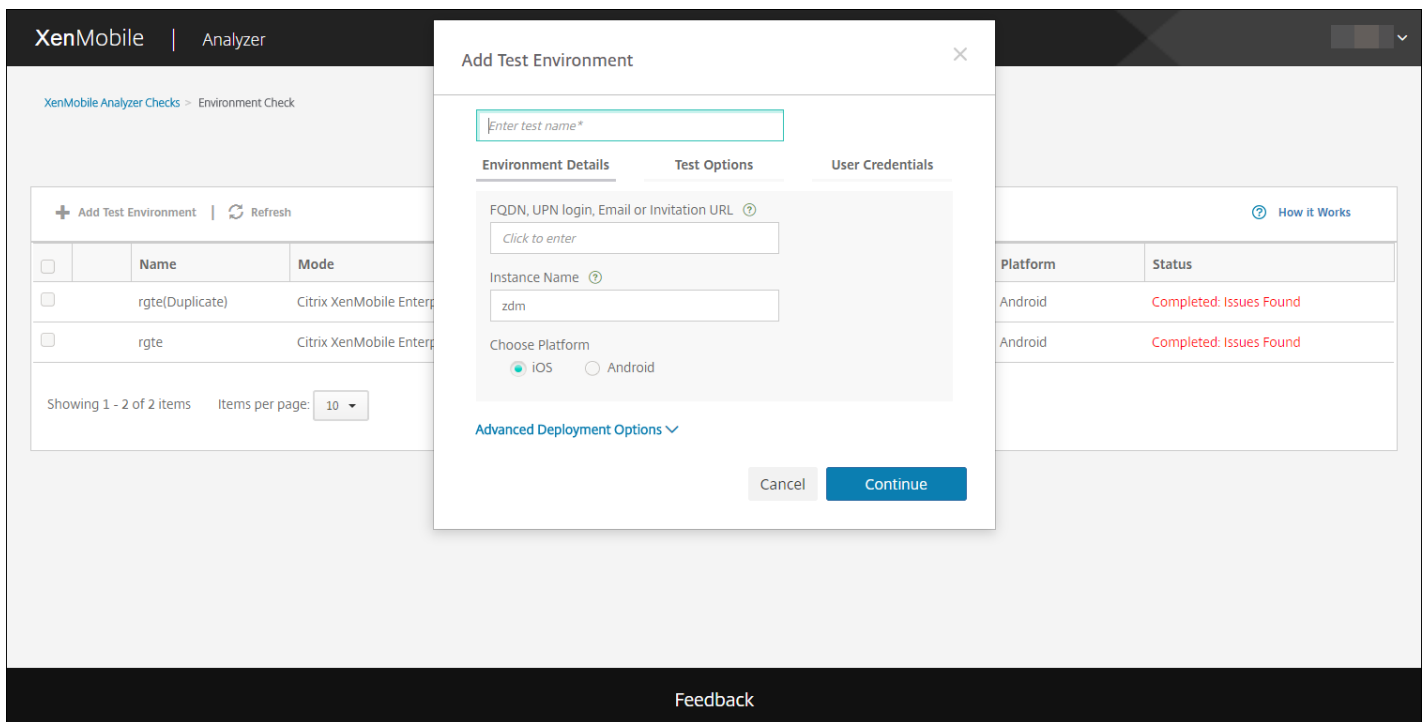 XenMobile | Analyzer
Add Test Environment
XenMobile Analyzer Checks > Environment Check
Enter test name*
Environment Details Test Options User Credentials
FQDN, UPN login, Email or Invitation URL ?
Click to enter
Instance Name ?
zdm
Choose Platform
iOS Android
Advanced Deployment Options
Cancel Continue
Add Test Environment | Refresh ? How it Works
Name Mode Platform Status
rgte(Duplicate) Citrix XenMobile Enterp Android Completed: Issues Found
rgte Citrix XenMobile Enterp Android Completed: Issues Found
Showing 1 - 2 of 2 items Items per page: 10
Feedback